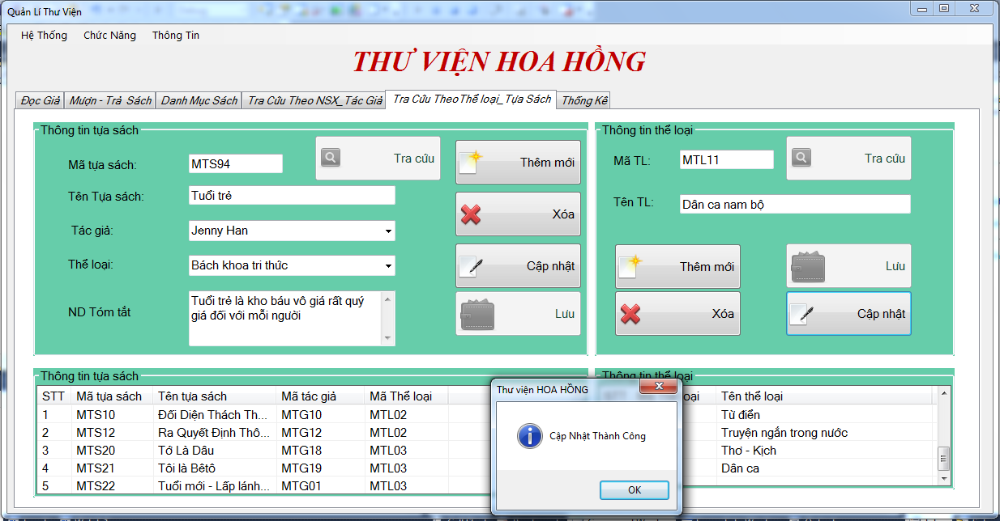 Quản Lí Thư Viện
Hệ Thống Chức Năng Thông Tin
THƯ VIỆN HOA HỒNG
Đọc Giả Mượn - Trả Sách Danh Mục Sách Tra Cứu Theo NSX_Tác Giả Tra Cứu TheoThể loại_Tựa Sách Thống Kê
Thông tin tựa sách
Mã tựa sách: MTS94 Tra cứu
Tên Tựa sách: Tuổi trẻ
Tác giả: Jenny Han
Thể loại: Bách khoa tri thức
ND Tóm tắt
Tuổi trẻ là kho báu vô giá rất quý
giá đối với mỗi người
Thêm mới
Xóa
Cập nhật
Lưu
Thông tin thể loại
Mã TL: MTL11 Tra cứu
Tên TL: Dân ca nam bộ
Thêm mới Lưu
Xóa Cập nhật
Thông tin tựa sách
STT Mã tựa sách Tên tựa sách Mã tác giả Mã Thể loại
1 MTS10 Đối Diện Thách Th... MTG10 MTL02
2 MTS12 Ra Quyết Định Thô... MTG12 MTL02
3 MTS20 Tớ Là Dâu MTG18 MTL03
4 MTS21 Tôi là Bêtô MTG19 MTL03
5 MTS22 Tuổi mới - Lấp lánh... MTG01 MTL03
Thông tin thể loại
Tên thể loại
Từ điển
Truyện ngắn trong nước
Thơ - Kịch
Dân ca
Thư viện HOA HỒNG
Cập Nhật Thành Công
OK